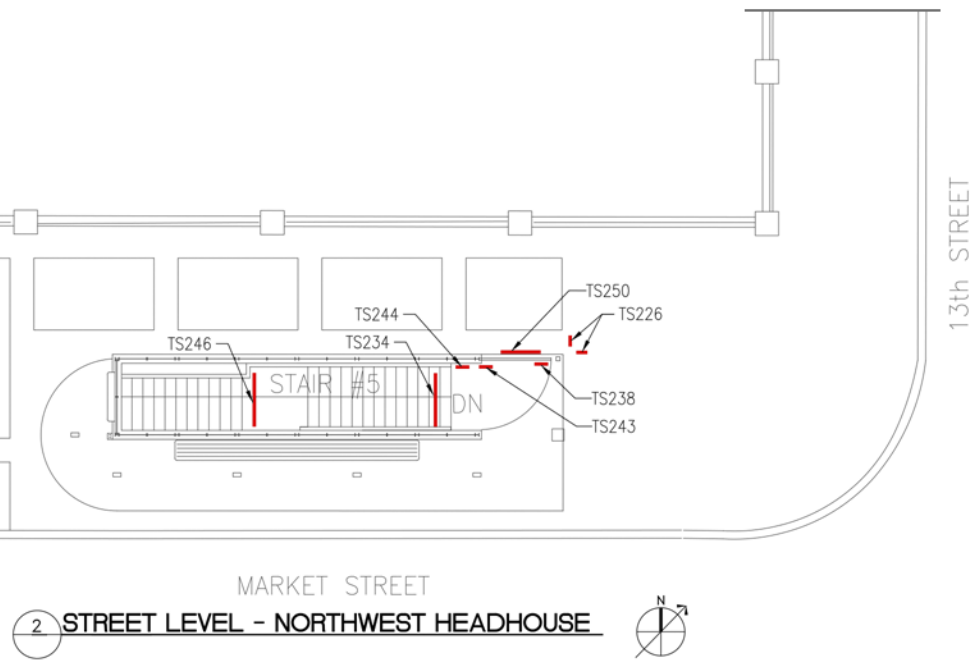 13th STREET
TS250
TS244
TS226
TS246
TS234
STAIR #5
DN
TS238
TS243
MARKET STREET
2
STREET LEVEL - NORTHWEST HEADHOUSE
N